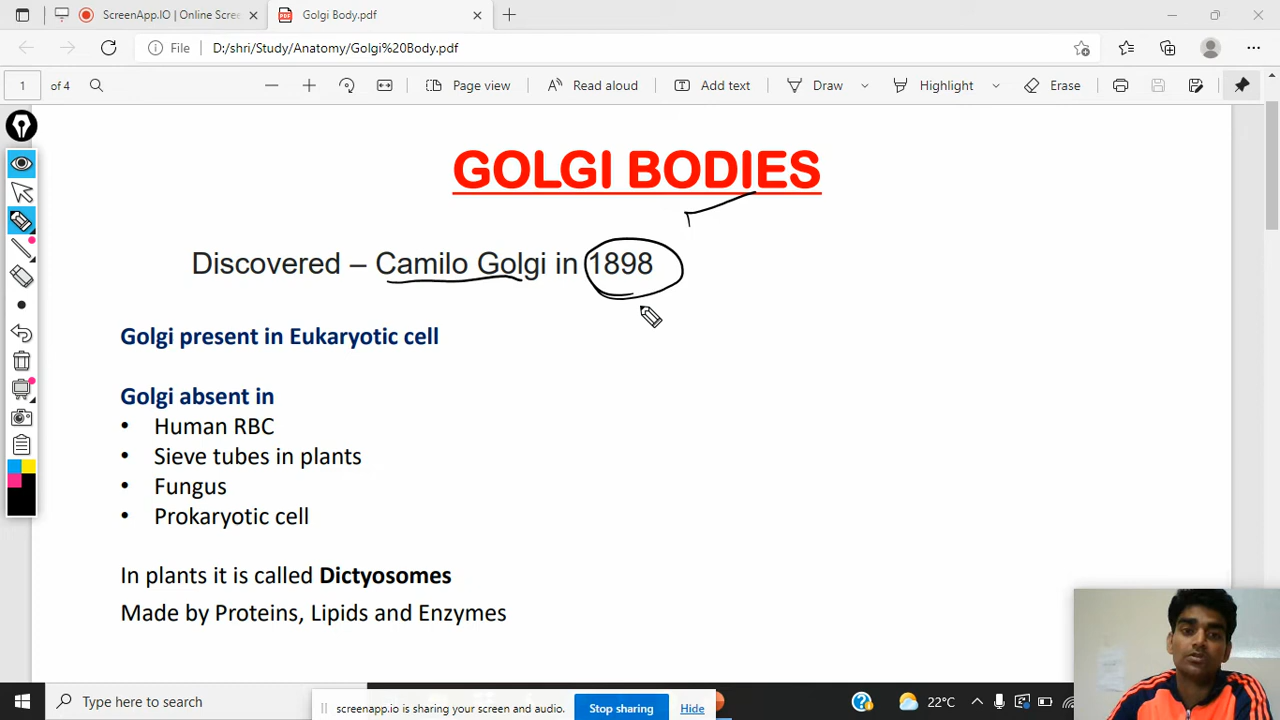 ScreenApp.IO | Online Screen
Golgi Body.pdf
File D:/shri/Study/Anatomy/Golgi%20Body.pdf
1 of 4 Page view Read aloud Add text Draw Highlight Erase
GOLGI BODIES
Discovered – Camilo Golgi in 1898
Golgi present in Eukaryotic cell
Golgi absent in
• Human RBC
• Sieve tubes in plants
• Fungus
• Prokaryotic cell
In plants it is called Dictyosomes
Made by Proteins, Lipids and Enzymes
Type here to search
screenapp.io is sharing your screen and audio. Stop sharing Hide
22°C